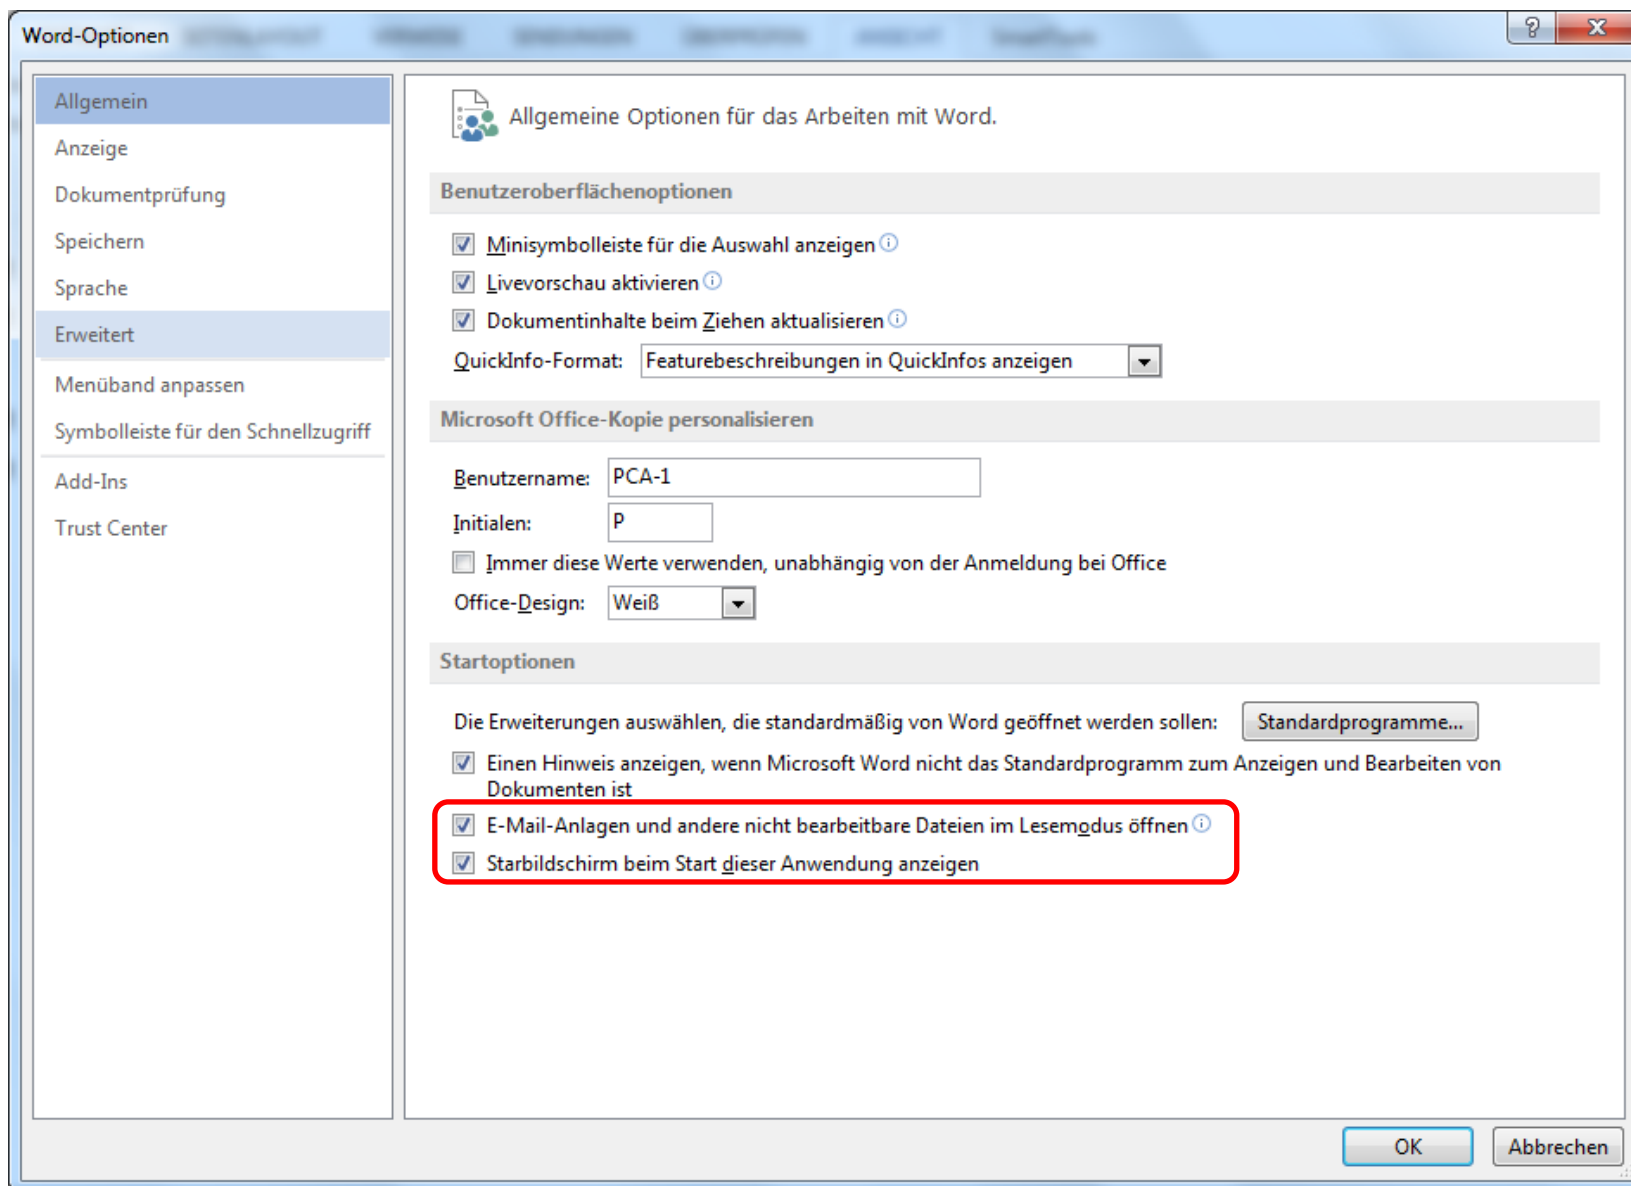 Word-Optionen
Allgemein
Anzeige
Dokumentprüfung
Speichern
Sprache
Erweitert
Menüband anpassen
Symbolleiste für den Schnellzugriff
Add-Ins
Trust Center
Allgemeine Optionen für das Arbeiten mit Word.
Benutzeroberflächenoptionen
Minisymbolleiste für die Auswahl anzeigen
Livevorschau aktivieren
Dokumentinhalte beim Ziehen aktualisieren
QuickInfo-Format: Featurebeschreibungen in QuickInfos anzeigen
Microsoft Office-Kopie personalisieren
Benutzername: PCA-1
Initialen: P
Immer diese Werte verwenden, unabhängig von der Anmeldung bei Office
Office-Design: Weiß
Startoptionen
Die Erweiterungen auswählen, die standardmäßig von Word geöffnet werden sollen: Standardprogramme...
Einen Hinweis anzeigen, wenn Microsoft Word nicht das Standardprogramm zum Anzeigen und Bearbeiten von
Dokumenten ist
E-Mail-Anlagen und andere nicht bearbeitbare Dateien im Lesemodus öffnen
Starbildschirm beim Start dieser Anwendung anzeigen
OK Abbrechen